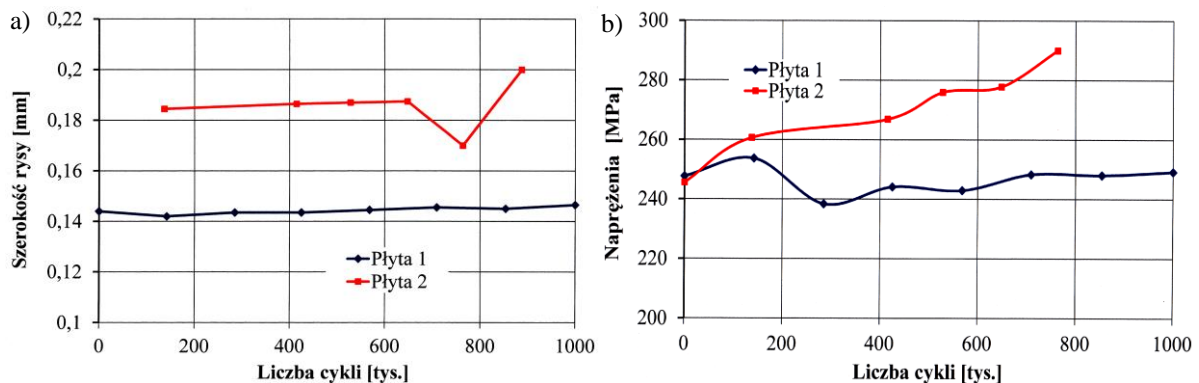 a)
Szerokość rysy [mm]
0,22
0,2
0,18
0,16
0,14
0,12
0,1
Płyta 1
Płyta 2
0 200 400 600 800 1000
Liczba cykli [tys.]
b)
Naprężenia [MPa]
300
280
260
240
220
200
Płyta 1
Płyta 2
0 200 400 600 800 1000
Liczba cykli [tys.]